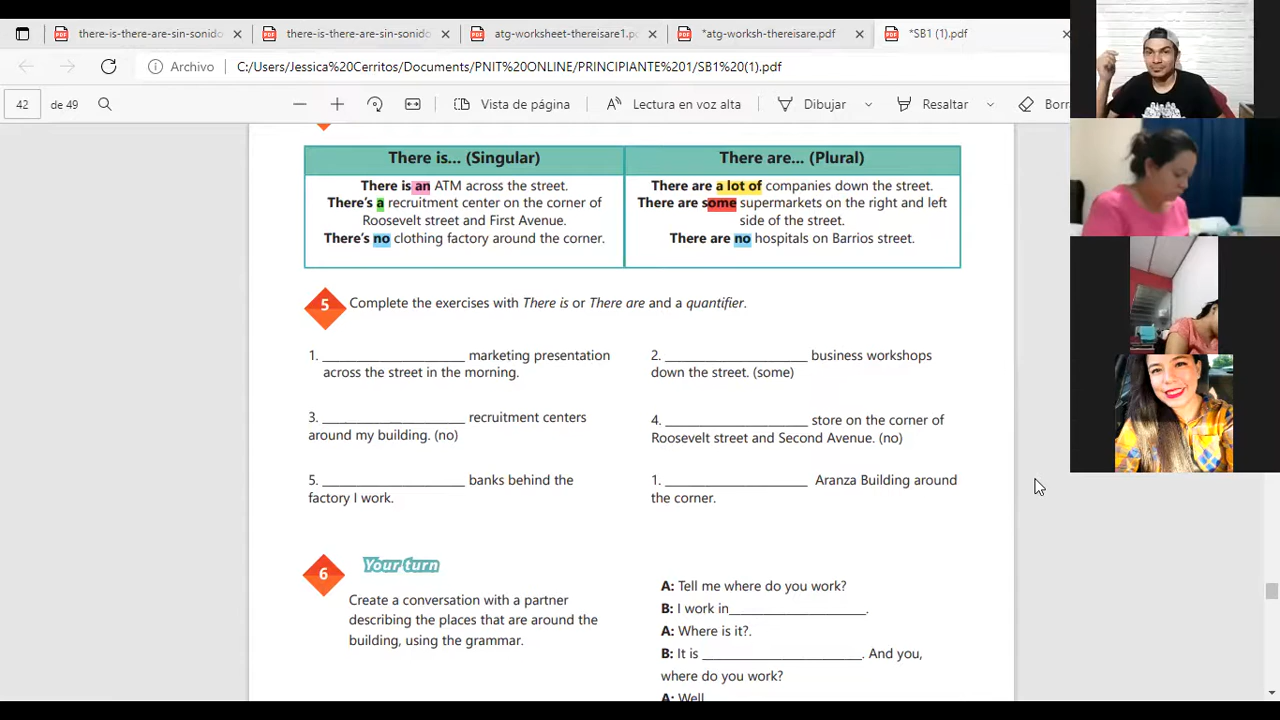 there-is-there-are-sinmonido
there-is-there-are-sin-son
atg-worksheet-thereisare1.p
*atg-worksh-thereisare.pdf
*SB1 (1).pdf
Archivo
C:/Users/Jessica%20Cerrito
ONLINE/PRINCIPIANTE%201/SB1%20(1).pdf
42
de 49
Vista de página
Lectura en voz alta
Dibujar
Resaltar
Borr
There is... (Singular)
There are... (Plural)
There is an ATM across the street.
There's a recruitment center on the corner of
Roosevelt street and First Avenue.
There's no clothing factory around the corner.
There are a lot of companies down the street.
There are some supermarkets on the right and left
side of the street.
There are no hospitals on Barrios street.
5
Complete the exercises with There is or There are and a quantifier.
1. ____________________ marketing presentation
across the street in the morning.
2. ____________________ business workshops
down the street. (some)
3. ____________________ recruitment centers
around my building. (no)
4. ____________________ store on the corner of
Roosevelt street and Second Avenue. (no)
5. ____________________ banks behind the
factory I work.
1. ____________________ Aranza Building around
the corner.
6
Your turn
Create a conversation with a partner
describing the places that are around the
building, using the grammar.
A: Tell me where do you work?
B: I work in___________________.
A: Where is it?.
B: It is ______________________. And you,
where do you work?
A: Well